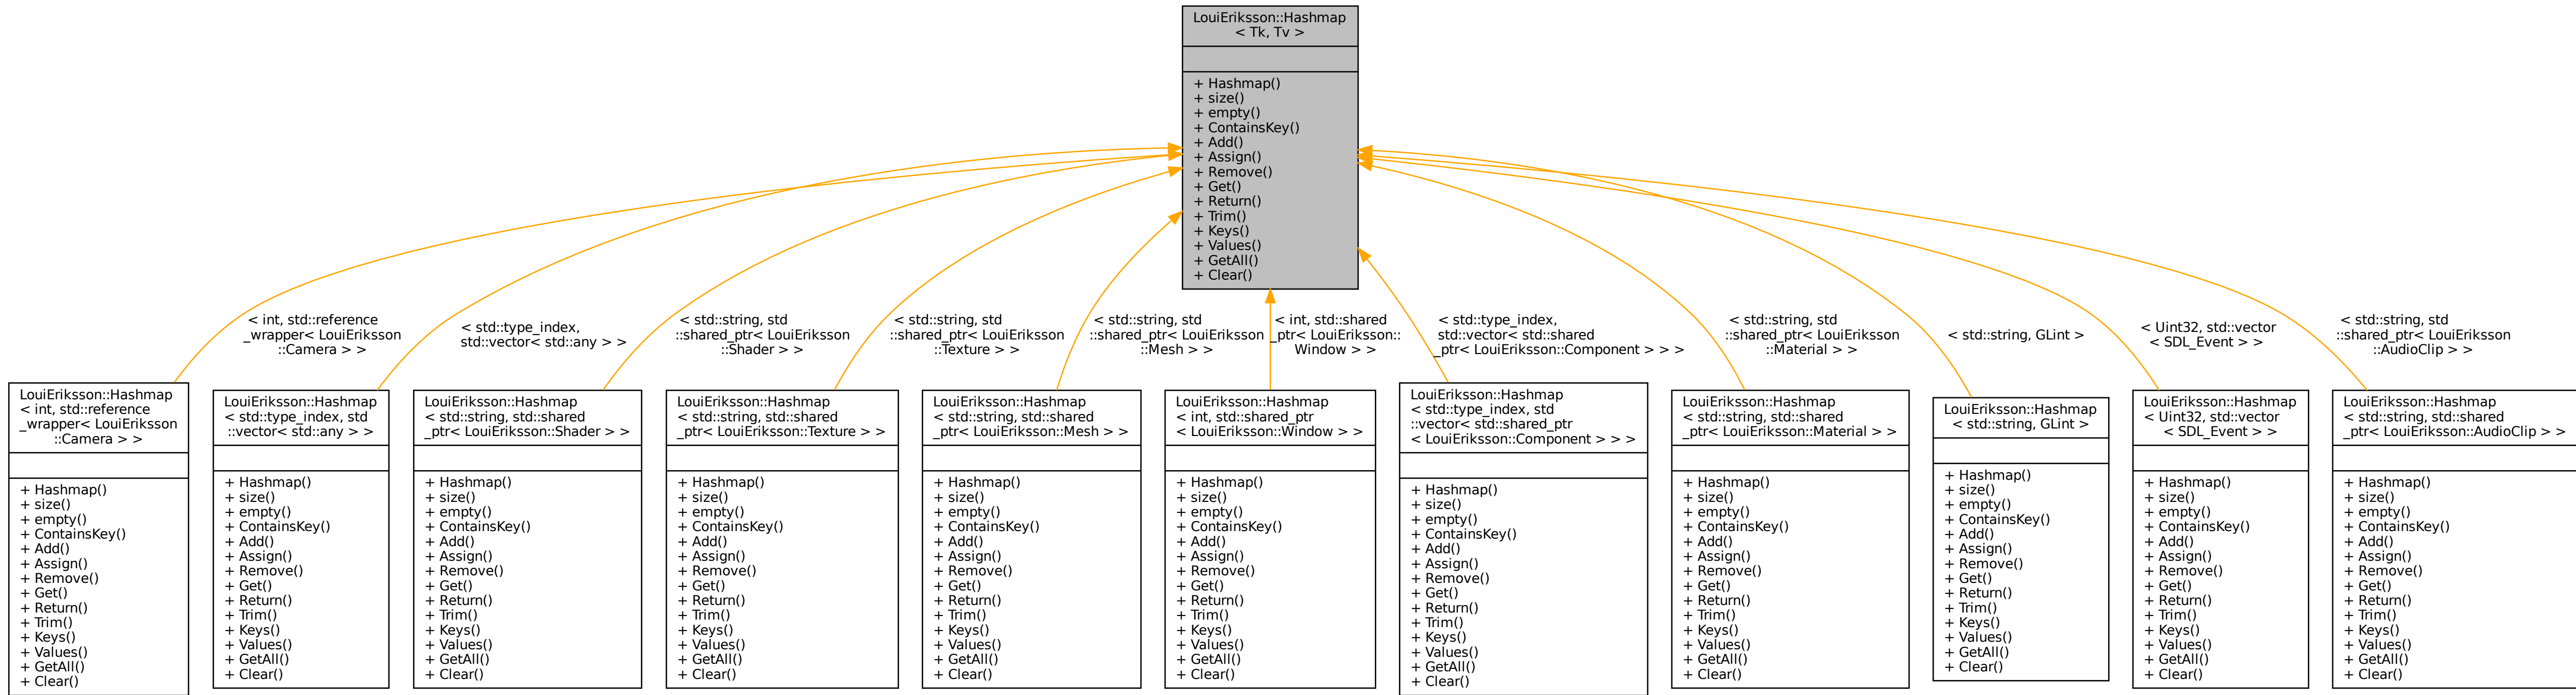 LouiEriksson::Hashmap
< Tk, Tv >
+ Hashmap()
+ size()
+ empty()
+ ContainsKey()
+ Add()
+ Assign()
+ Remove()
+ Get()
+ Return()
+ Trim()
+ Keys()
+ Values()
+ GetAll()
+ Clear()
< int, std::reference
_wrapper< LouiEriksson
::Camera > >
< std::type_index,
std::vector< std::any > >
< std::string, std
::shared_ptr< LouiEriksson
::Shader > >
< std::string, std
::shared_ptr< LouiEriksson
::Texture > >
< std::string, std
::shared_ptr< LouiEriksson
::Mesh > >
< int, std::shared
_ptr< LouiEriksson::
Window > >
< std::type_index,
std::vector< std::shared
_ptr< LouiEriksson::Component > > >
< std::string, std
::shared_ptr< LouiEriksson
::Material > >
< std::string, GLint >
< Uint32, std::vector
< SDL_Event > >
< std::string, std
::shared_ptr< LouiEriksson
::AudioClip > >
LouiEriksson::Hashmap
< int, std::reference
_wrapper< LouiEriksson
::Camera > >
+ Hashmap()
+ size()
+ empty()
+ ContainsKey()
+ Add()
+ Assign()
+ Remove()
+ Get()
+ Return()
+ Trim()
+ Keys()
+ Values()
+ GetAll()
+ Clear()
LouiEriksson::Hashmap
< std::type_index, std
::vector< std::any > >
+ Hashmap()
+ size()
+ empty()
+ ContainsKey()
+ Add()
+ Assign()
+ Remove()
+ Get()
+ Return()
+ Trim()
+ Keys()
+ Values()
+ GetAll()
+ Clear()
LouiEriksson::Hashmap
< std::string, std::shared
_ptr< LouiEriksson::Shader > >
+ Hashmap()
+ size()
+ empty()
+ ContainsKey()
+ Add()
+ Assign()
+ Remove()
+ Get()
+ Return()
+ Trim()
+ Keys()
+ Values()
+ GetAll()
+ Clear()
LouiEriksson::Hashmap
< std::string, std::shared
_ptr< LouiEriksson::Texture > >
+ Hashmap()
+ size()
+ empty()
+ ContainsKey()
+ Add()
+ Assign()
+ Remove()
+ Get()
+ Return()
+ Trim()
+ Keys()
+ Values()
+ GetAll()
+ Clear()
LouiEriksson::Hashmap
< std::string, std::shared
_ptr< LouiEriksson::Mesh > >
+ Hashmap()
+ size()
+ empty()
+ ContainsKey()
+ Add()
+ Assign()
+ Remove()
+ Get()
+ Return()
+ Trim()
+ Keys()
+ Values()
+ GetAll()
+ Clear()
LouiEriksson::Hashmap
< int, std::shared_ptr
< LouiEriksson::Window > >
+ Hashmap()
+ size()
+ empty()
+ ContainsKey()
+ Add()
+ Assign()
+ Remove()
+ Get()
+ Return()
+ Trim()
+ Keys()
+ Values()
+ GetAll()
+ Clear()
LouiEriksson::Hashmap
< std::type_index, std
::vector< std::shared_ptr
< LouiEriksson::Component > > >
+ Hashmap()
+ size()
+ empty()
+ ContainsKey()
+ Add()
+ Assign()
+ Remove()
+ Get()
+ Return()
+ Trim()
+ Keys()
+ Values()
+ GetAll()
+ Clear()
LouiEriksson::Hashmap
< std::string, std::shared
_ptr< LouiEriksson::Material > >
+ Hashmap()
+ size()
+ empty()
+ ContainsKey()
+ Add()
+ Assign()
+ Remove()
+ Get()
+ Return()
+ Trim()
+ Keys()
+ Values()
+ GetAll()
+ Clear()
LouiEriksson::Hashmap
< std::string, GLint >
+ Hashmap()
+ size()
+ empty()
+ ContainsKey()
+ Add()
+ Assign()
+ Remove()
+ Get()
+ Return()
+ Trim()
+ Keys()
+ Values()
+ GetAll()
+ Clear()
LouiEriksson::Hashmap
< Uint32, std::vector
< SDL_Event > >
+ Hashmap()
+ size()
+ empty()
+ ContainsKey()
+ Add()
+ Assign()
+ Remove()
+ Get()
+ Return()
+ Trim()
+ Keys()
+ Values()
+ GetAll()
+ Clear()
LouiEriksson::Hashmap
< std::string, std::shared
_ptr< LouiEriksson::AudioClip > >
+ Hashmap()
+ size()
+ empty()
+ ContainsKey()
+ Add()
+ Assign()
+ Remove()
+ Get()
+ Return()
+ Trim()
+ Keys()
+ Values()
+ GetAll()
+ Clear()